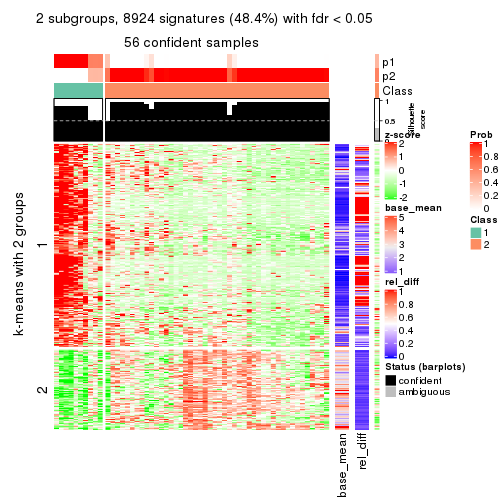 2 subgroups, 8924 signatures (48.4%) with fdr < 0.05
56 confident samples
p1
p2
Class
1
0.5
0
Silhouette
score
k-means with 2 groups
1
2
base_mean
rel_diff
z-score
2
1
0
-1
-2
base_mean
5
4
3
2
1
rel_diff
1
0.8
0.6
0.4
0.2
0
Status (barplots)
confident
ambiguous
Prob
1
0.8
0.6
0.4
0.2
0
Class
1
2